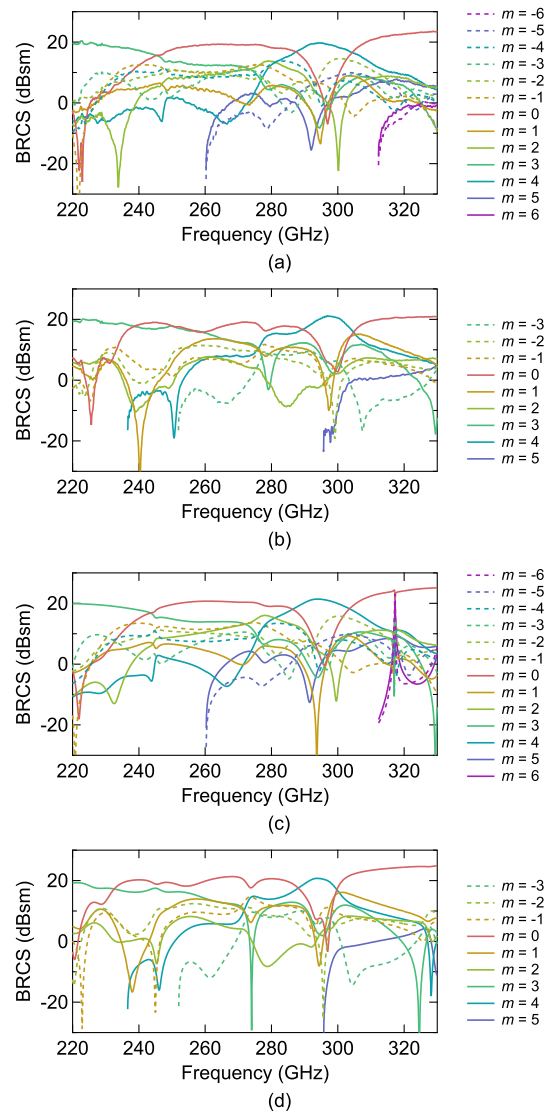 BRCS (dBsm)
20
0
-20
220 240 260 280 300 320
Frequency (GHz)
(a)
m = -6
m = -5
m = -4
m = -3
m = -2
m = -1
m = 0
m = 1
m = 2
m = 3
m = 4
m = 5
m = 6
BRCS (dBsm)
20
0
-20
220 240 260 280 300 320
Frequency (GHz)
(b)
m = -3
m = -2
m = -1
m = 0
m = 1
m = 2
m = 3
m = 4
m = 5
BRCS (dBsm)
20
0
-20
220 240 260 280 300 320
Frequency (GHz)
(c)
m = -6
m = -5
m = -4
m = -3
m = -2
m = -1
m = 0
m = 1
m = 2
m = 3
m = 4
m = 5
m = 6
BRCS (dBsm)
20
0
-20
220 240 260 280 300 320
Frequency (GHz)
(d)
m = -3
m = -2
m = -1
m = 0
m = 1
m = 2
m = 3
m = 4
m = 5